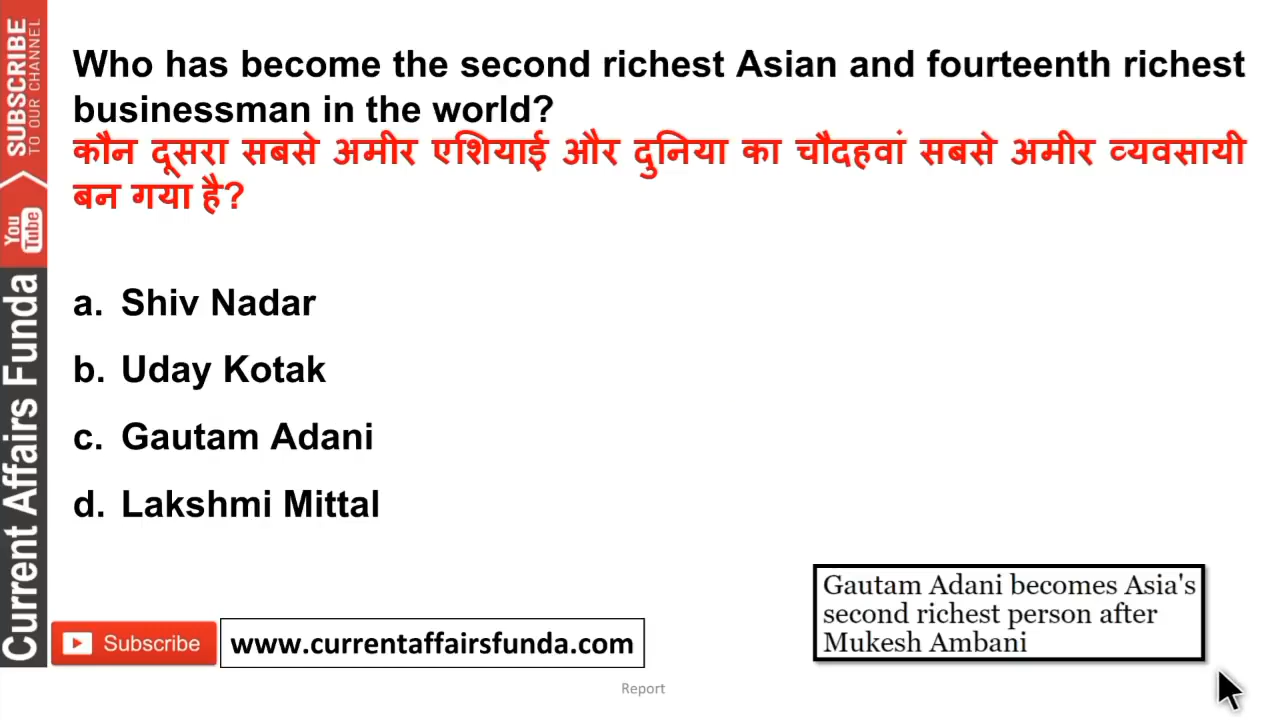 SUBSCRIBE
TO OUR CHANNEL
You
Tube
Current Affairs Funda
Who has become the second richest Asian and fourteenth richest
businessman in the world?
कौन दूसरा सबसे अमीर एशियाई और दुनिया का चौदहवां सबसे अमीर व्यवसायी
बन गया है?
a. Shiv Nadar
b. Uday Kotak
c. Gautam Adani
d. Lakshmi Mittal
Gautam Adani becomes Asia's
second richest person after
Mukesh Ambani
Subscribe
www.currentaffairsfunda.com
Report